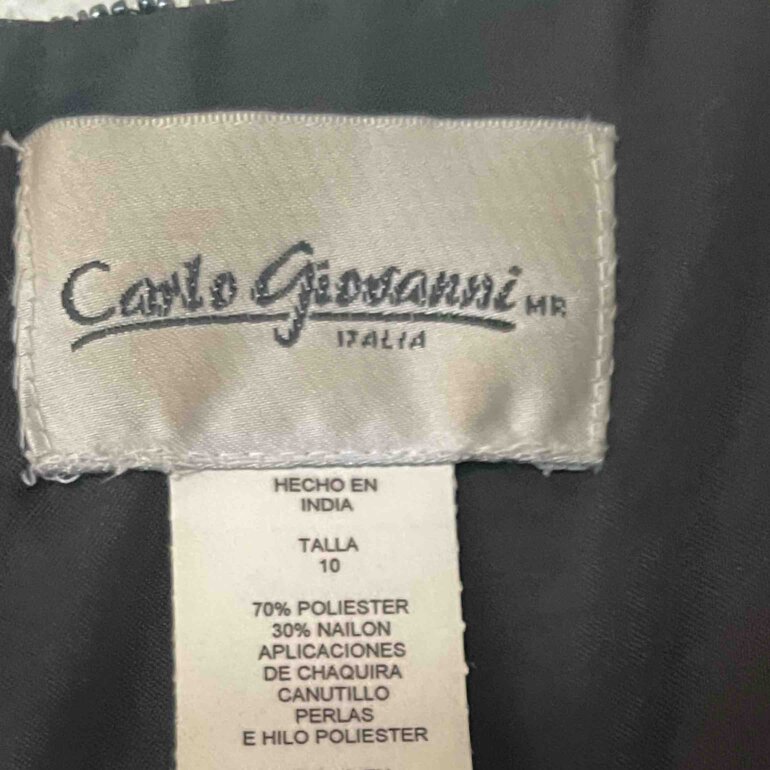 Carlo Giovanni MR
ITALIA
HECHO EN
INDIA
TALLA
10
70% POLIESTER
30% NAILON
APLICACIONES
DE CHAQUIRA
CANUTILLO
PERLAS
E HILO POLIESTER